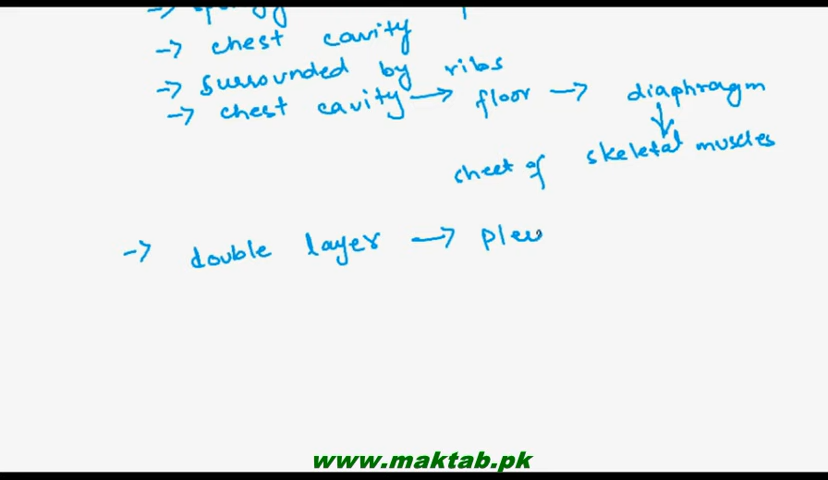 -> chest cavity
-> surrounded by ribs
-> chest cavity -> floor -> diaphragm
sheet of skeletal muscles
-> double layer -> pleu
www.maktab.pk